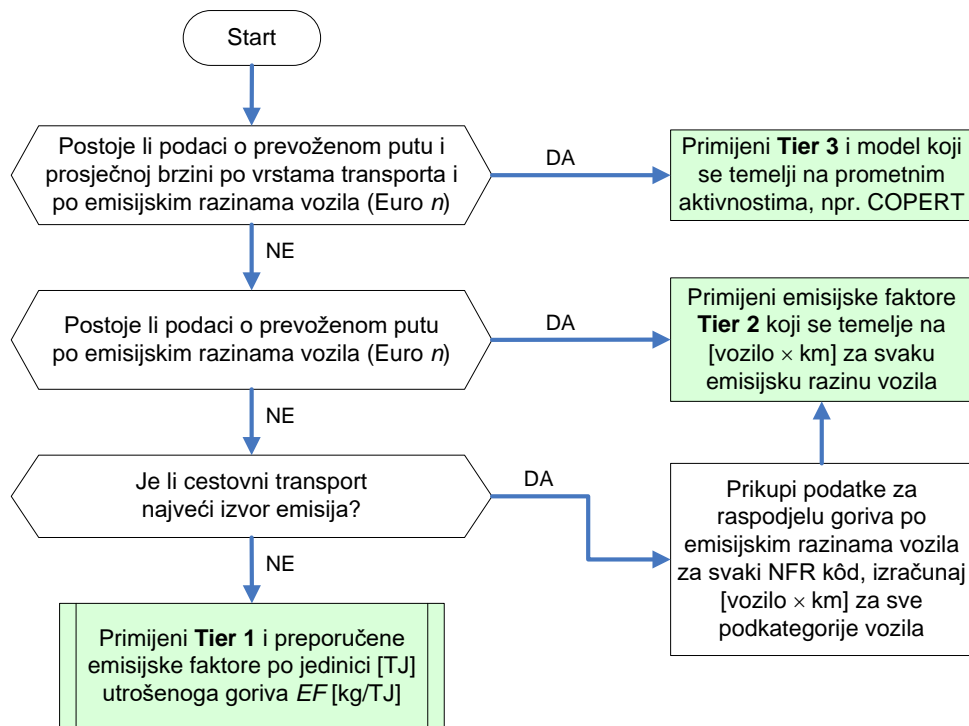 Start
Postoje li podaci o prevoženom putu i
prosječnoj brzini po vrstama transporta i
po emisijskim razinama vozila (Euro n)
DA
Primijeni Tier 3 i model koji
se temelji na prometnim
aktivnostima, npr. COPERT
NE
Postoje li podaci o prevoženom putu
po emisijskim razinama vozila (Euro n)
DA
Primijeni emisijske faktore
Tier 2 koji se temelje na
[vozilo × km] za svaku
emisijsku razinu vozila
NE
Je li cestovni transport
najveći izvor emisija?
DA
Prikupi podatke za
raspodjelu goriva po
emisijskim razinama vozila
za svaki NFR kôd, izračunaj
[vozilo × km] za sve
podkategorije vozila
NE
Primijeni Tier 1 i preporučene
emisijske faktore po jedinici [TJ]
utrošenoga goriva EF [kg/TJ]